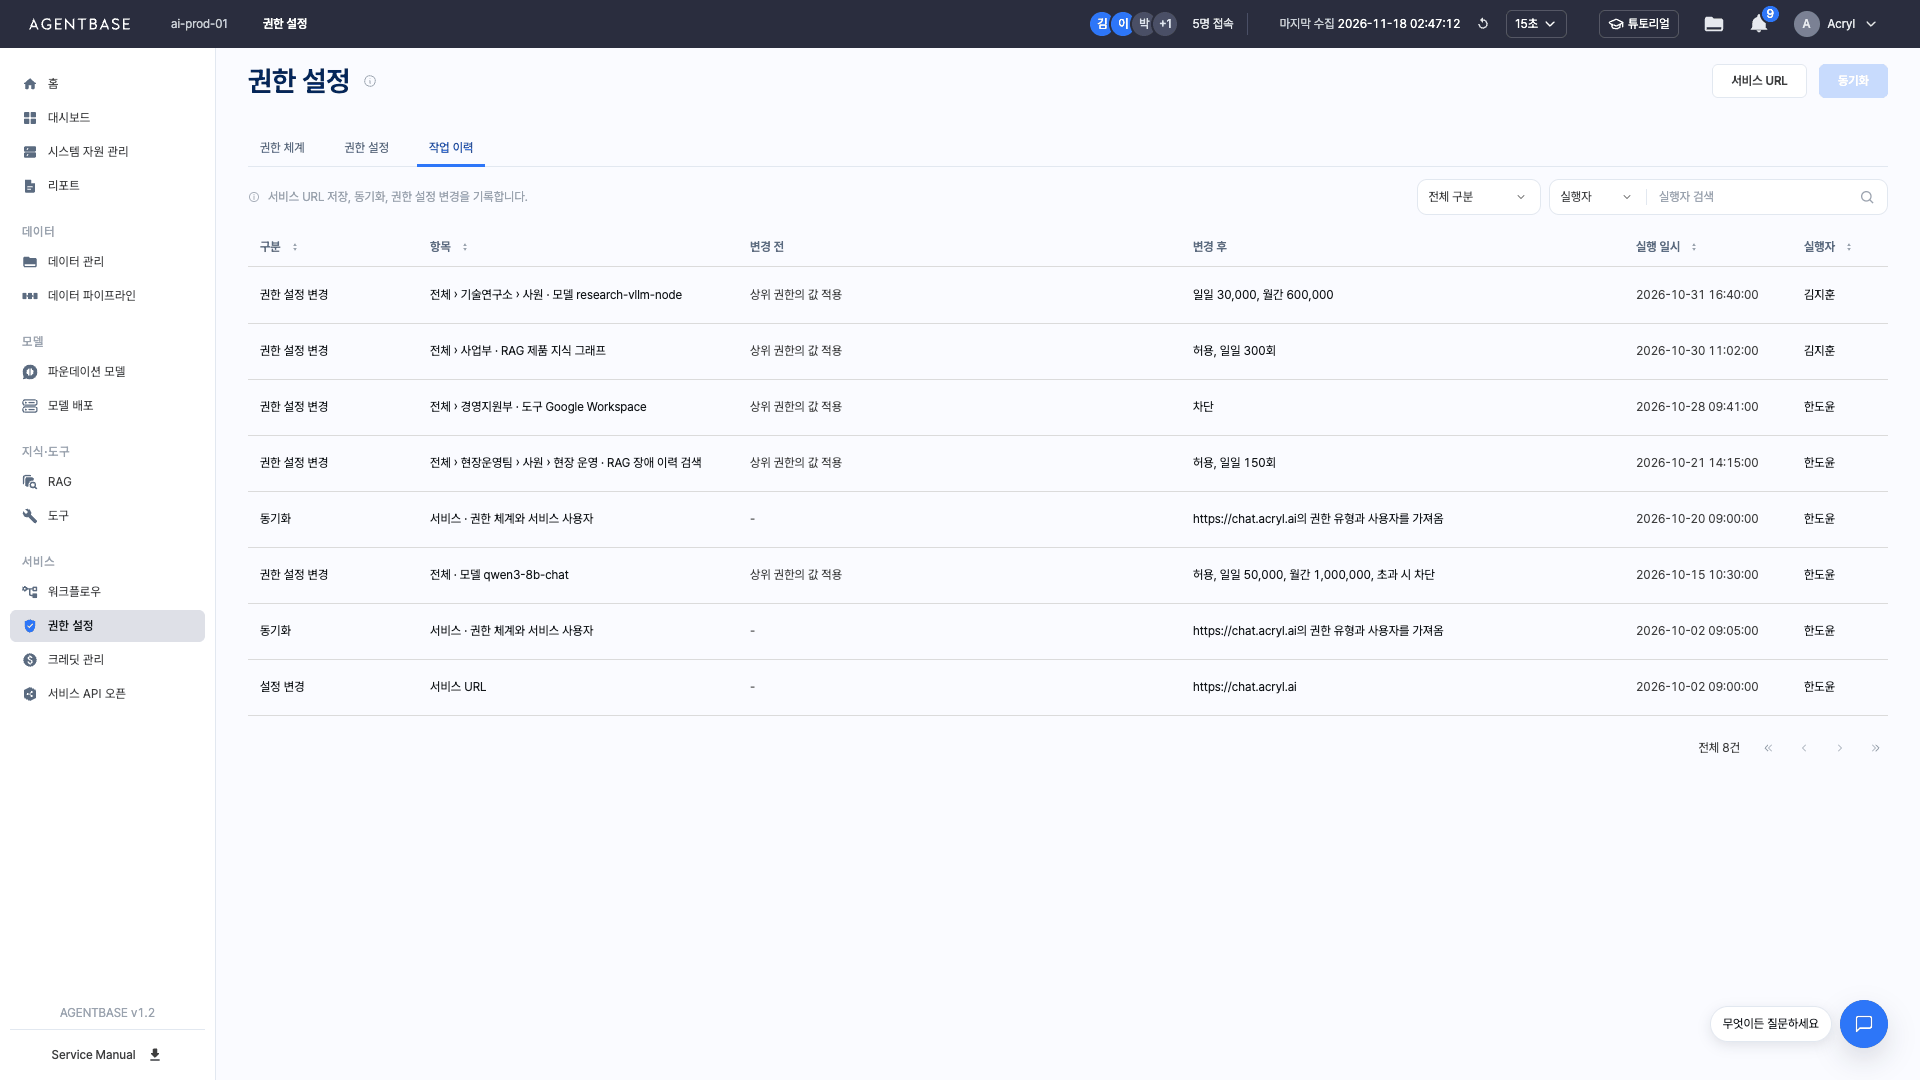 AGENTBASE
ai-prod-01
권한 설정
김 이 박 +1 5명 접속
마지막 수집 2026-11-18 02:47:12
15초
튜토리얼
9
A Acryl
홈
대시보드
시스템 자원 관리
리포트
데이터
데이터 관리
데이터 파이프라인
모델
파운데이션 모델
모델 배포
지식·도구
RAG
도구
서비스
워크플로우
권한 설정
크레딧 관리
서비스 API 오픈
AGENTBASE v1.2
Service Manual
권한 설정
서비스 URL
동기화
권한 체계 권한 설정 작업 이력
서비스 URL 저장, 동기화, 권한 설정 변경을 기록합니다.
전체 구분
실행자
실행자 검색
구분 항목 변경 전 변경 후 실행 일시 실행자
권한 설정 변경 전체 › 기술연구소 › 사원 · 모델 research-vllm-node 상위 권한의 값 적용 일일 30,000, 월간 600,000 2026-10-31 16:40:00 김지훈
권한 설정 변경 전체 › 사업부 · RAG 제품 지식 그래프 상위 권한의 값 적용 허용, 일일 300회 2026-10-30 11:02:00 김지훈
권한 설정 변경 전체 › 경영지원부 · 도구 Google Workspace 상위 권한의 값 적용 차단 2026-10-28 09:41:00 한도윤
권한 설정 변경 전체 › 현장운영팀 › 사원 › 현장 운영 · RAG 장애 이력 검색 상위 권한의 값 적용 허용, 일일 150회 2026-10-21 14:15:00 한도윤
동기화 서비스 · 권한 체계와 서비스 사용자 - https://chat.acryl.ai의 권한 유형과 사용자를 가져옴 2026-10-20 09:00:00 한도윤
권한 설정 변경 전체 · 모델 qwen3-8b-chat 상위 권한의 값 적용 허용, 일일 50,000, 월간 1,000,000, 초과 시 차단 2026-10-15 10:30:00 한도윤
동기화 서비스 · 권한 체계와 서비스 사용자 - https://chat.acryl.ai의 권한 유형과 사용자를 가져옴 2026-10-02 09:05:00 한도윤
설정 변경 서비스 URL - https://chat.acryl.ai 2026-10-02 09:00:00 한도윤
전체 8건 « ‹ › »
무엇이든 질문하세요